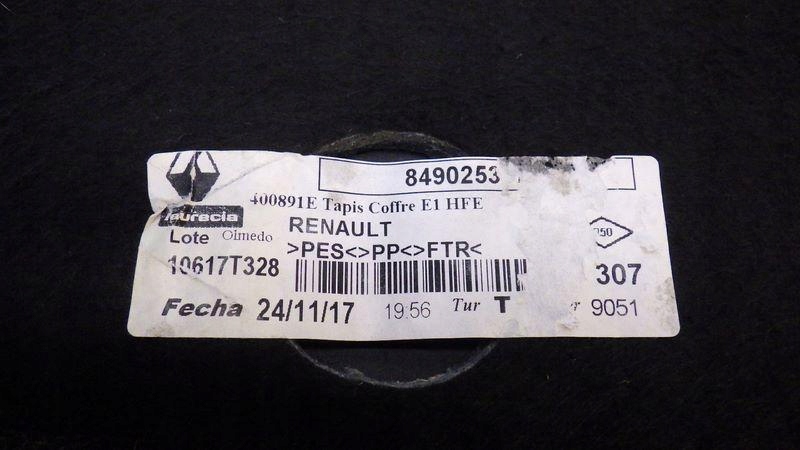 8490253
400891E Tapis Coffre E1 HFE
faurecia
RENAULT
Lote Olmedo
>PES<>PP<>FTR<
10617T328
307
Fecha 24/11/17 19:56 Tur T 9051